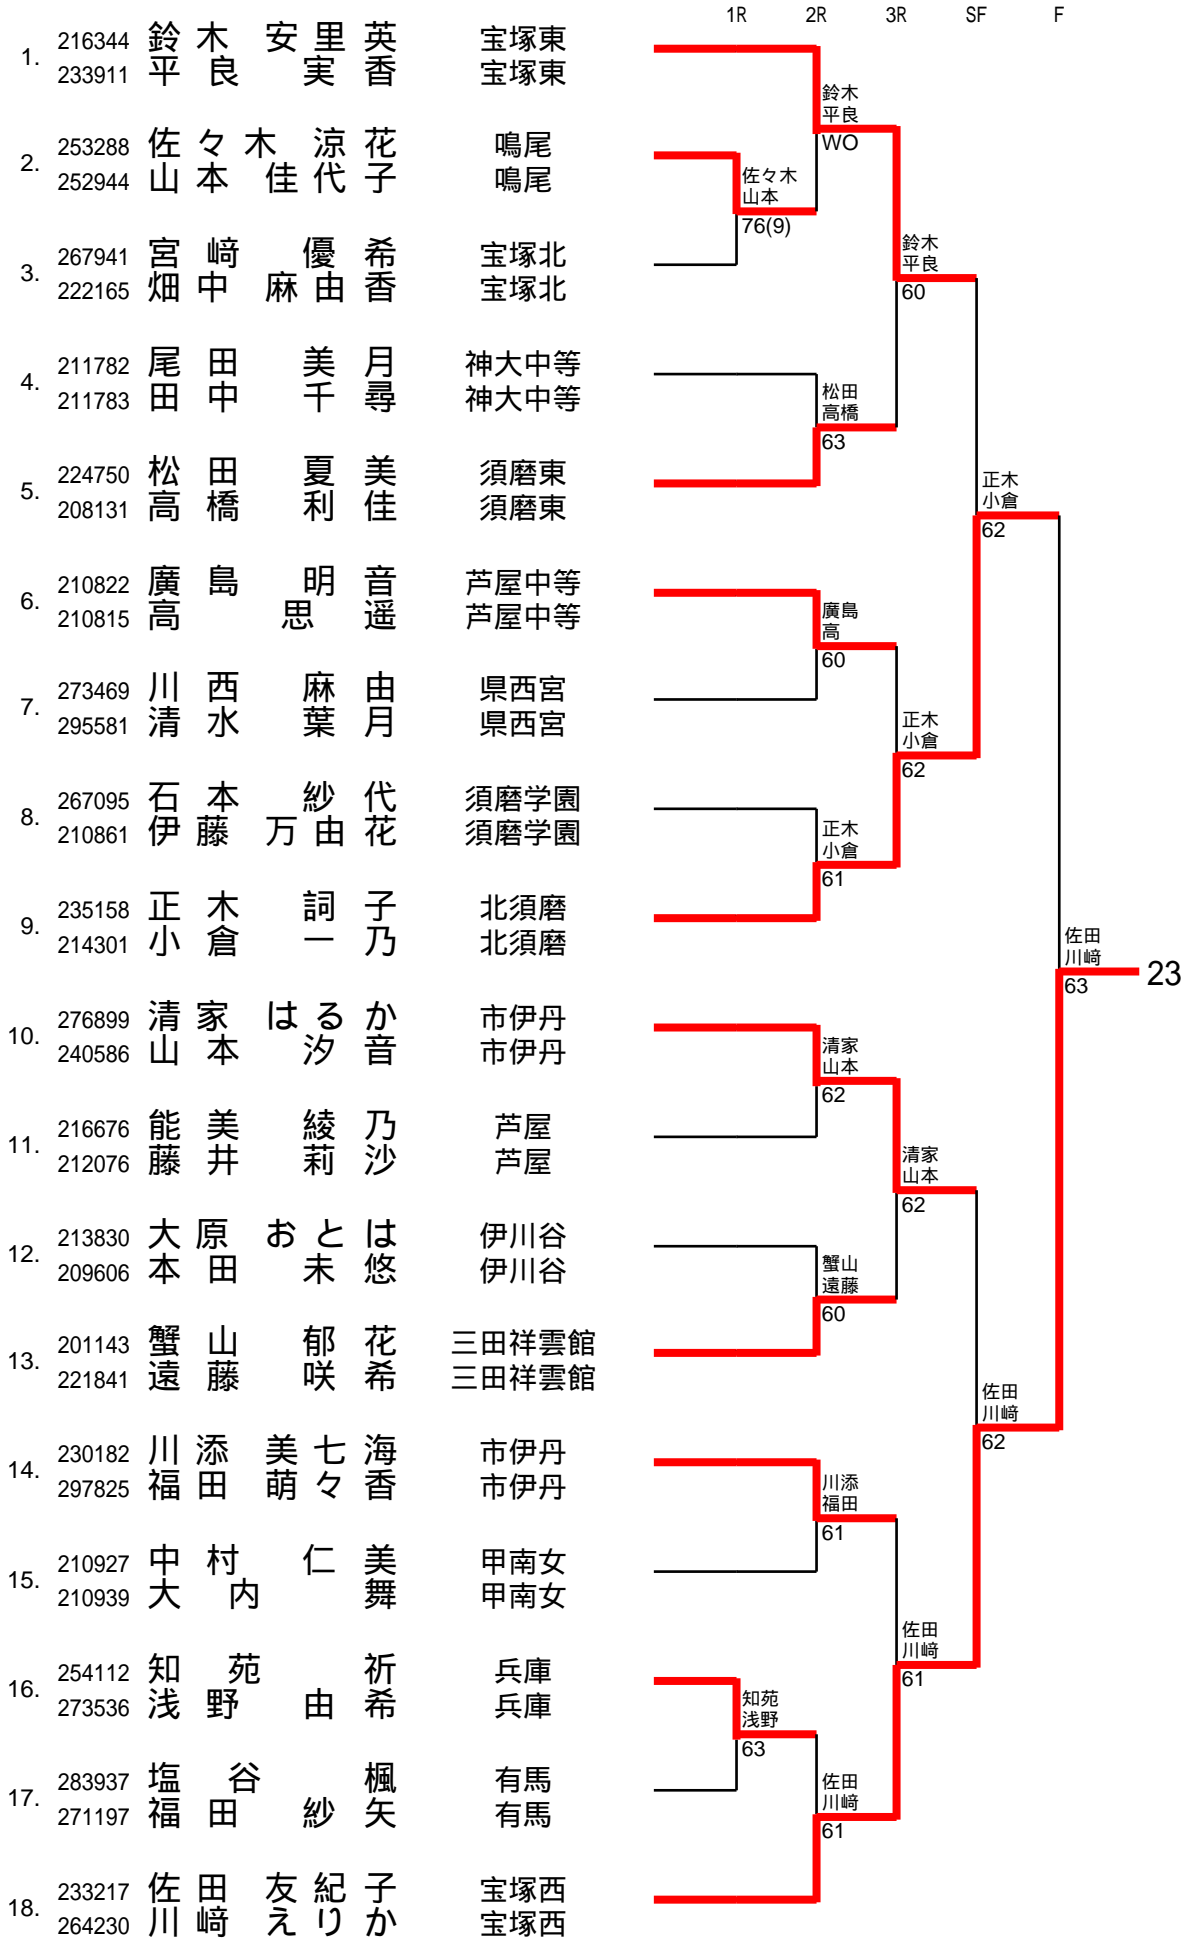 1R 2R 3R SF F
1. 216344 鈴木 安里英 宝塚東
233911 平良 実香 宝塚東
2. 253288 佐々木 涼花 鳴尾
252944 山本 佳代子 鳴尾
3. 267941 宮﨑 優希 宝塚北
222165 畑中 麻由香 宝塚北
4. 211782 尾田 美月 神大中等
211783 田中 千尋 神大中等
5. 224750 松田 夏美 須磨東
208131 高橋 利佳 須磨東
6. 210822 廣島 明音 芦屋中等
210815 高 思遥 芦屋中等
7. 273469 川西 麻由 県西宮
295581 清水 葉月 県西宮
8. 267095 石本 紗代 須磨学園
210861 伊藤 万由花 須磨学園
9. 235158 正木 詞子 北須磨
214301 小倉 一乃 北須磨
10. 276899 清家 はるか 市伊丹
240586 山本 汐音 市伊丹
11. 216676 能美 綾乃 芦屋
212076 藤井 莉沙 芦屋
12. 213830 大原 おとは 伊川谷
209606 本田 未悠 伊川谷
13. 201143 蟹山 郁花 三田祥雲館
221841 遠藤 咲希 三田祥雲館
14. 230182 川添 美七海 市伊丹
297825 福田 萌々香 市伊丹
15. 210927 中村 仁美 甲南女
210939 大内 舞 甲南女
16. 254112 知苑 祈 兵庫
273536 浅野 由希 兵庫
17. 283937 塩谷 楓 有馬
271197 福田 紗矢 有馬
18. 233217 佐田 友紀子 宝塚西
264230 川﨑 えりか 宝塚西
佐々木
山本
76(9)
知苑
浅野
63
鈴木
平良
WO
松田
高橋
63
廣島
高
60
正木
小倉
61
清家
山本
62
蟹山
遠藤
60
川添
福田
61
佐田
川﨑
61
鈴木
平良
60
正木
小倉
62
清家
山本
62
佐田
川﨑
61
正木
小倉
62
佐田
川﨑
62
佐田
川﨑
63
23